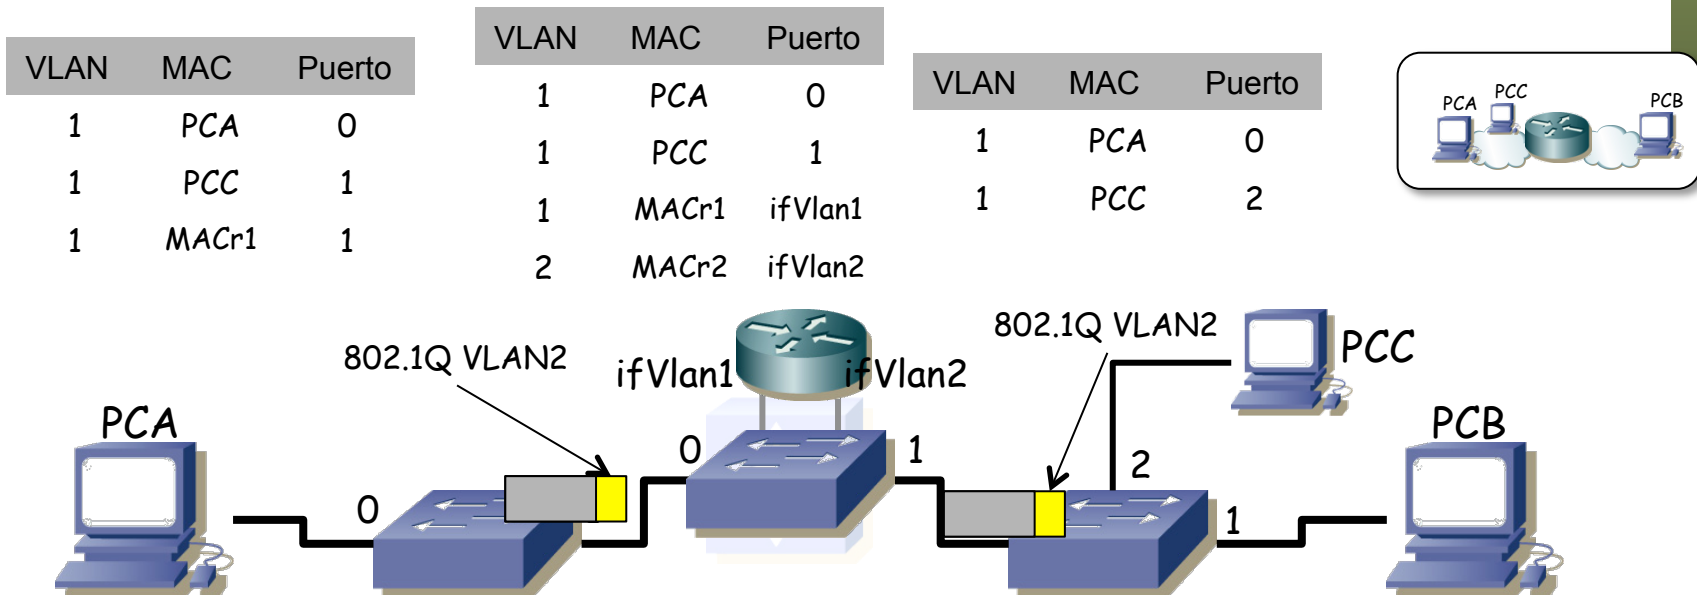 VLAN MAC Puerto
1 PCA 0
1 PCC 1
1 MACr1 1
VLAN MAC Puerto
1 PCA 0
1 PCC 1
1 MACr1 ifVlan1
2 MACr2 ifVlan2
VLAN MAC Puerto
1 PCA 0
1 PCC 2
PCA PCC PCB
802.1Q VLAN2
ifVlan1 ifVlan2
802.1Q VLAN2
PCC
PCA
0
0
1
2
1
PCB